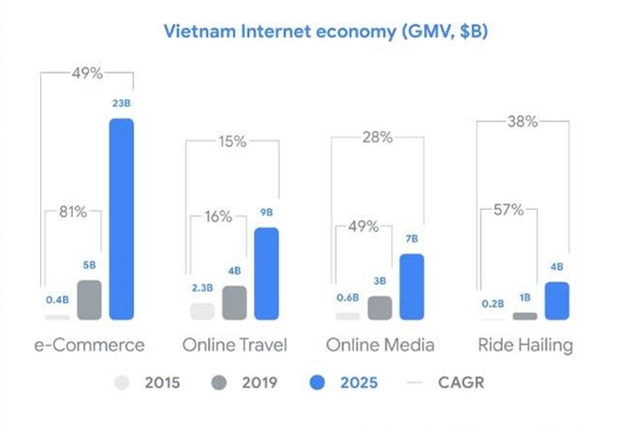 Vietnam Internet economy (GMV, $B)
49%
23B
81%
5B
0.4B
e-Commerce
15%
16%
9B
4B
2.3B
Online Travel
28%
49%
7B
3B
0.6B
Online Media
38%
57%
4B
1B
0.2B
Ride Hailing
2015 2019 2025 CAGR